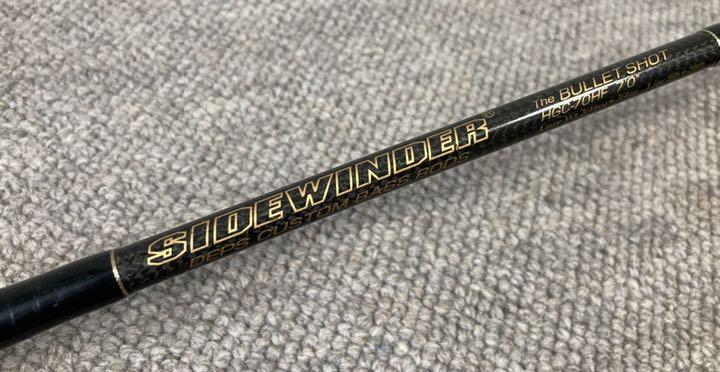 SIDEWINDER®
DEPS CUSTOM BASS RODS
The BULLET SHOT
HGC-70HF 7'0"